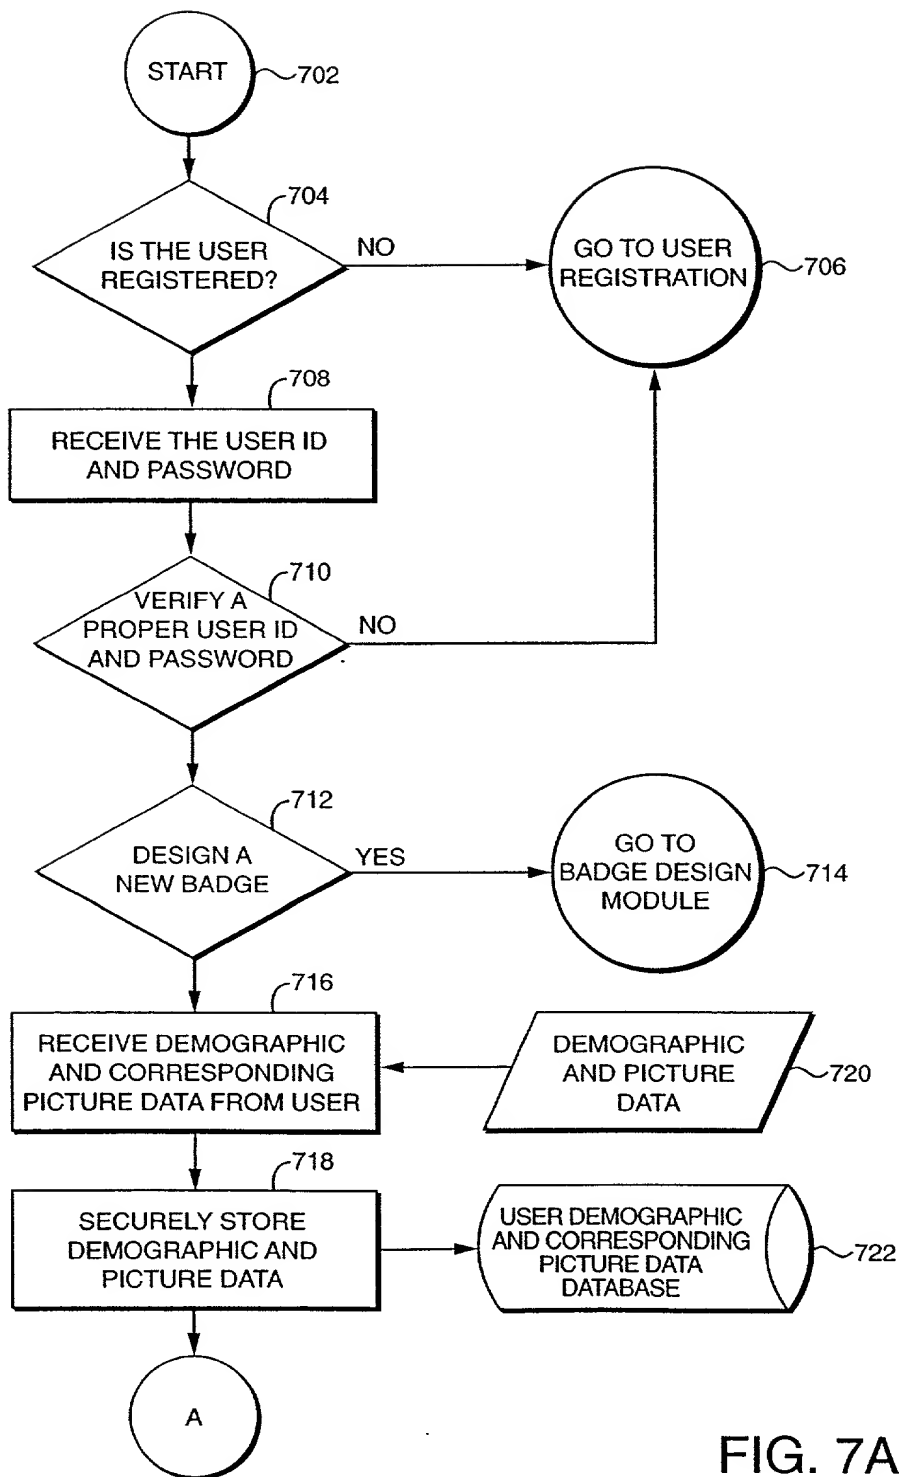 START
702
704
IS THE USER
REGISTERED?
NO
GO TO USER
REGISTRATION
706
708
RECEIVE THE USER ID
AND PASSWORD
710
VERIFY A
PROPER USER ID
AND PASSWORD
NO
712
DESIGN A
NEW BADGE
YES
GO TO
BADGE DESIGN
MODULE
714
716
RECEIVE DEMOGRAPHIC
AND CORRESPONDING
PICTURE DATA FROM USER
DEMOGRAPHIC
AND PICTURE
DATA
720
718
SECURELY STORE
DEMOGRAPHIC AND
PICTURE DATA
USER DEMOGRAPHIC
AND CORRESPONDING
PICTURE DATA
DATABASE
722
A
FIG. 7A